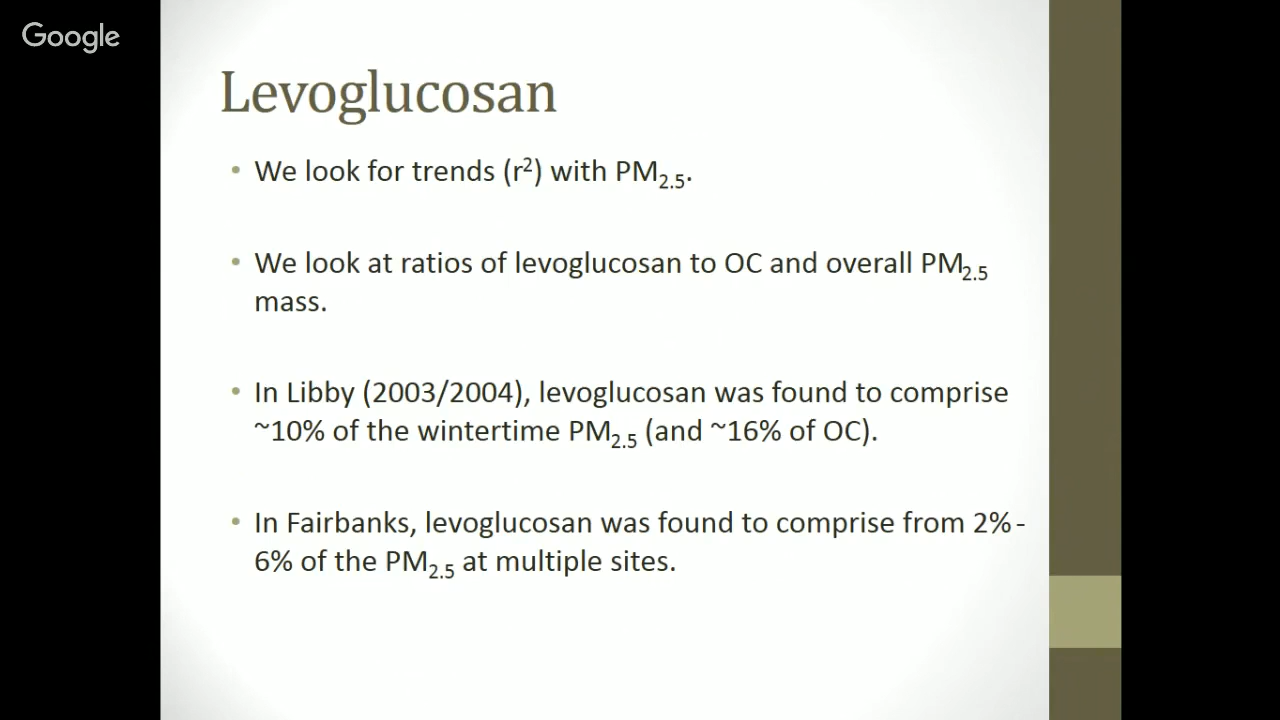 Google
Levoglucosan
• We look for trends (r²) with PM₂.₅.
• We look at ratios of levoglucosan to OC and overall PM₂.₅
mass.
• In Libby (2003/2004), levoglucosan was found to comprise
~10% of the wintertime PM₂.₅ (and ~16% of OC).
• In Fairbanks, levoglucosan was found to comprise from 2%-
6% of the PM₂.₅ at multiple sites.